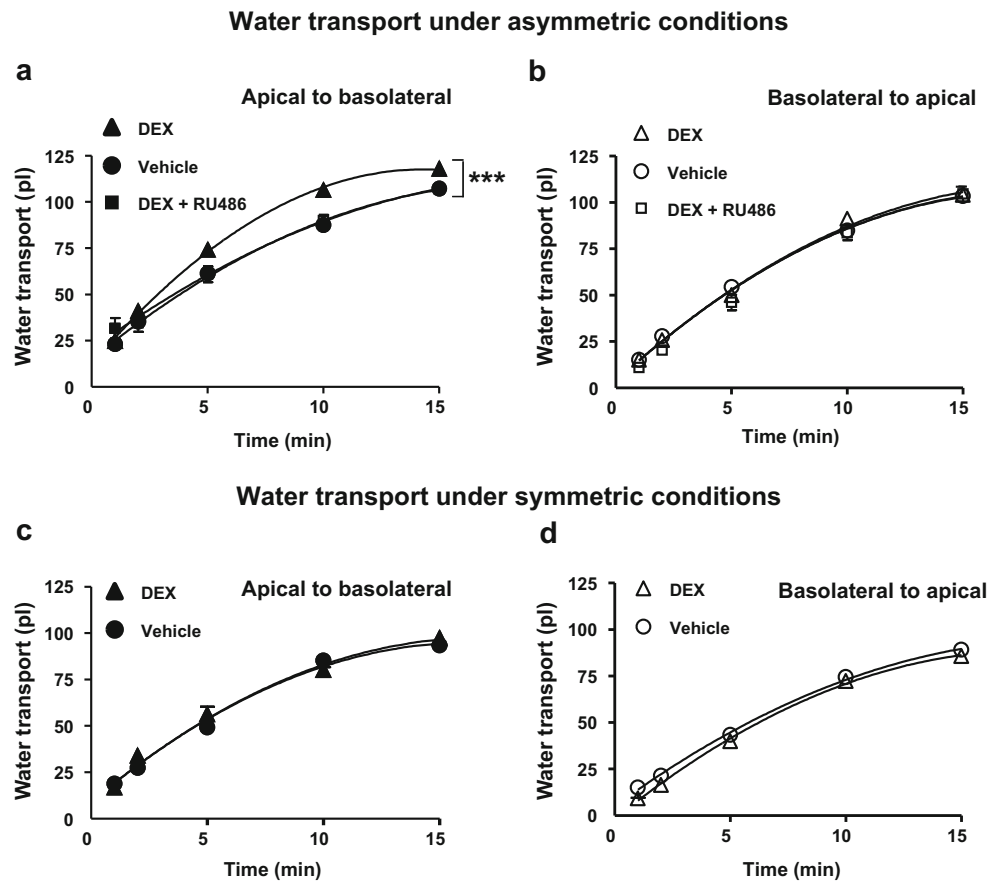 Water transport under asymmetric conditions
a
Apical to basolateral
DEX
Vehicle
DEX + RU486
***
Water transport (pl)
125
100
75
50
25
0
0 5 10 15
Time (min)
b
Basolateral to apical
DEX
Vehicle
DEX + RU486
Water transport (pl)
125
100
75
50
25
0
0 5 10 15
Time (min)
Water transport under symmetric conditions
c
Apical to basolateral
DEX
Vehicle
Water transport (pl)
125
100
75
50
25
0
0 5 10 15
Time (min)
d
Basolateral to apical
DEX
Vehicle
Water transport (pl)
125
100
75
50
25
0
0 5 10 15
Time (min)